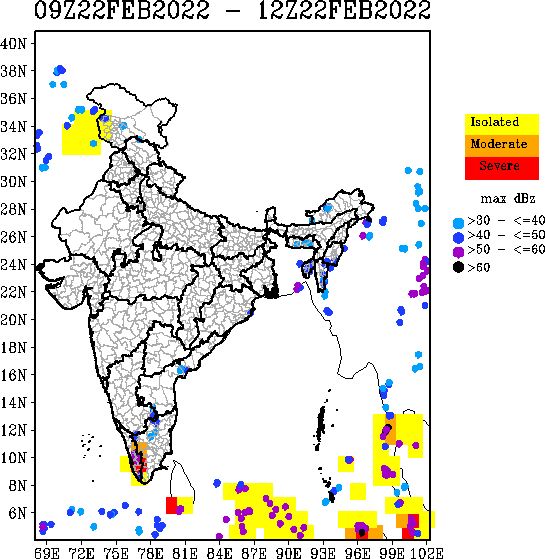 09Z22FEB2022 – 12Z22FEB2022
40N
38N
36N
34N
32N
30N
28N
26N
24N
22N
20N
18N
16N
14N
12N
10N
8N
6N
69E 72E 75E 78E 81E 84E 87E 90E 93E 96E 99E 102E
Isolated
Moderate
Severe
max dBz
>30 – <=40
>40 – <=50
>50 – <=60
>60